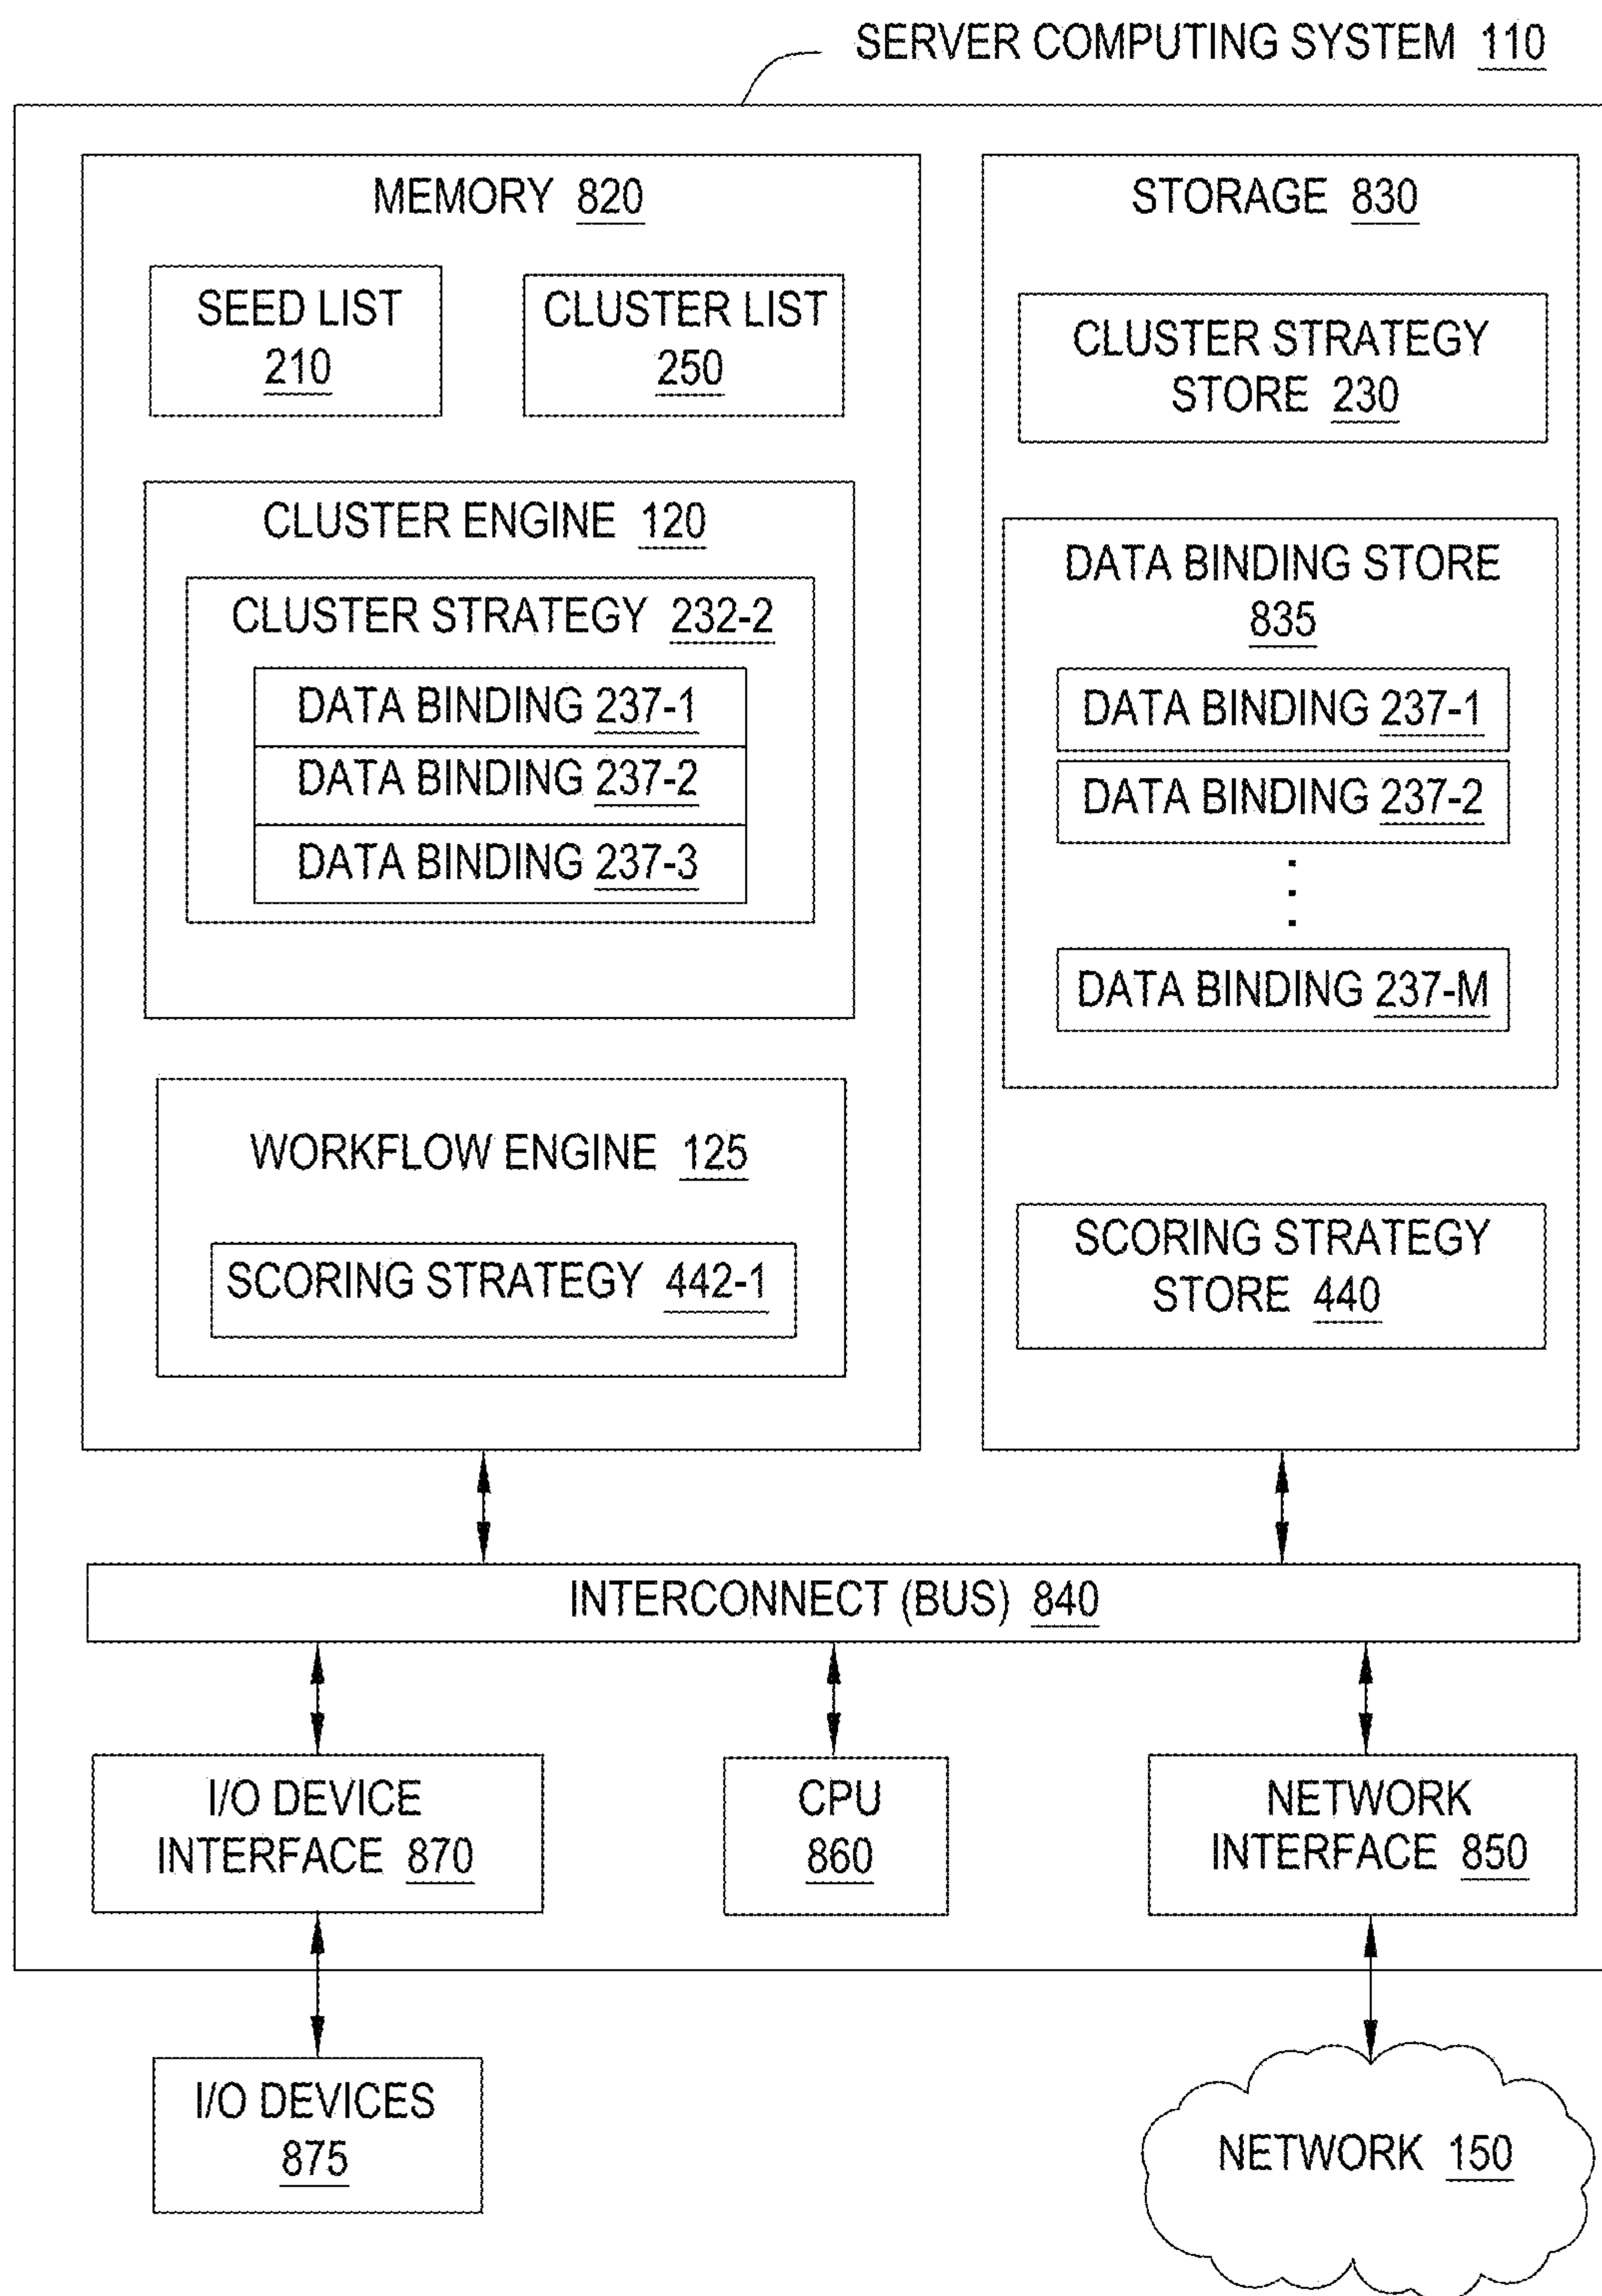 SERVER COMPUTING SYSTEM 110
MEMORY 820
SEED LIST
210
CLUSTER LIST
250
CLUSTER ENGINE 120
CLUSTER STRATEGY 232-2
DATA BINDING 237-1
DATA BINDING 237-2
DATA BINDING 237-3
WORKFLOW ENGINE 125
SCORING STRATEGY 442-1
STORAGE 830
CLUSTER STRATEGY
STORE 230
DATA BINDING STORE
835
DATA BINDING 237-1
DATA BINDING 237-2
DATA BINDING 237-M
SCORING STRATEGY
STORE 440
INTERCONNECT (BUS) 840
I/O DEVICE
INTERFACE 870
CPU
860
NETWORK
INTERFACE 850
I/O DEVICES
875
NETWORK 150